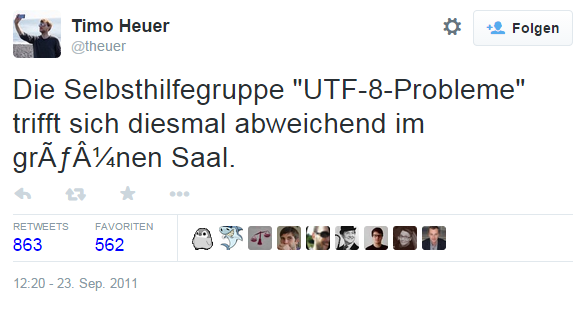 Timo Heuer
@theuer
Folgen
Die Selbsthilfegruppe "UTF-8-Probleme"
trifft sich diesmal abweichend im
grÃƒÂ¼nen Saal.
RETWEETS
863
FAVORITEN
562
12:20 - 23. Sep. 2011